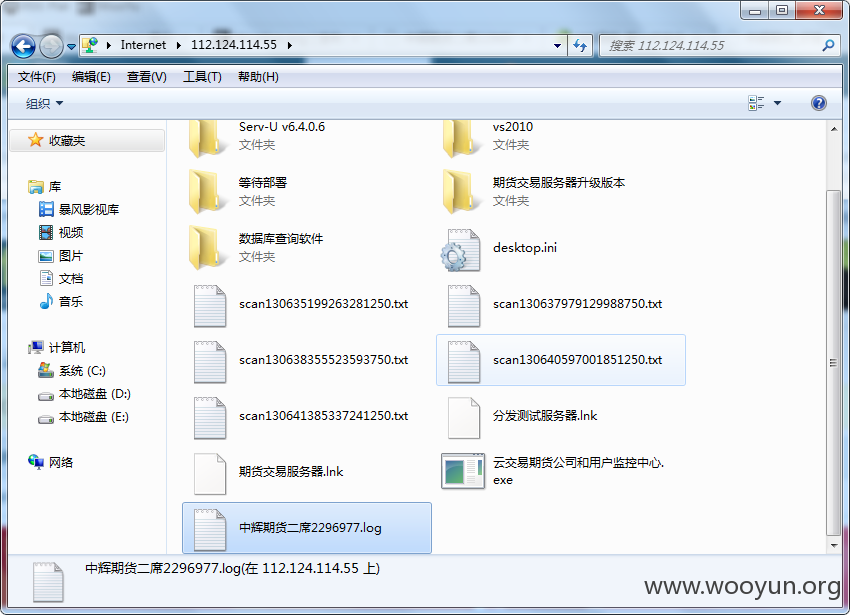 Internet 112.124.114.55
搜索 112.124.114.55
文件(F) 编辑(E) 查看(V) 工具(T) 帮助(H)
组织
收藏夹
库
暴风影视库
视频
图片
文档
音乐
计算机
系统 (C:)
本地磁盘 (D:)
本地磁盘 (E:)
网络
Serv-U v6.4.0.6
文件夹
vs2010
文件夹
等待部署
文件夹
期货交易服务器升级版本
文件夹
数据库查询软件
文件夹
desktop.ini
scan130635199263281250.txt
scan130637979129988750.txt
scan130638355523593750.txt
scan130640597001851250.txt
scan130641385337241250.txt
分发测试服务器.lnk
期货交易服务器.lnk
云交易期货公司和用户监控中心.
exe
中辉期货二席2296977.log
中辉期货二席2296977.log(在 112.124.114.55 上)
www.wooyun.org